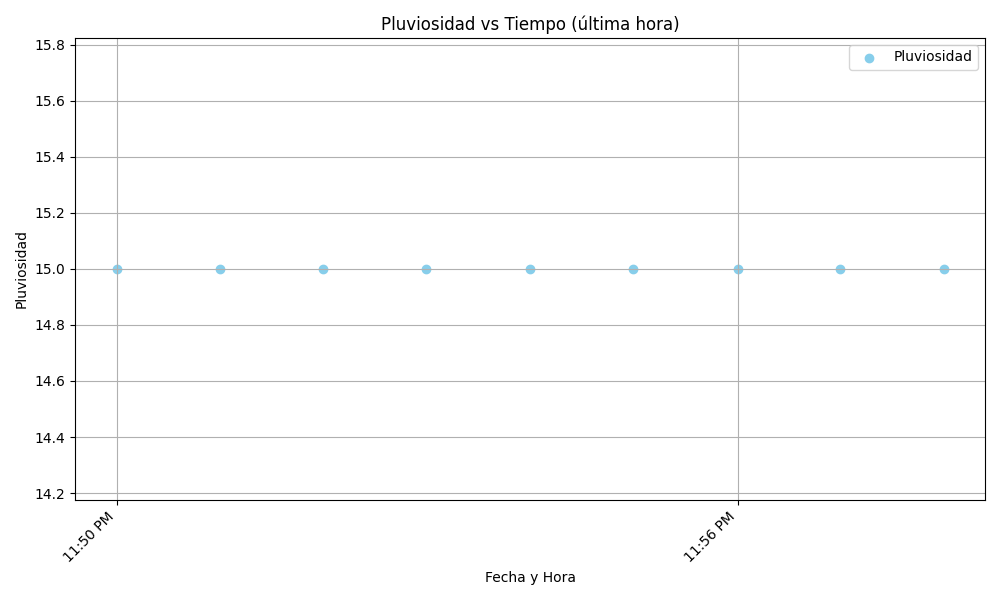 Pluviosidad vs Tiempo (última hora)
Pluviosidad
15.8
15.6
15.4
15.2
15.0
14.8
14.6
14.4
14.2
Pluviosidad
11:50 PM
11:56 PM
Fecha y Hora